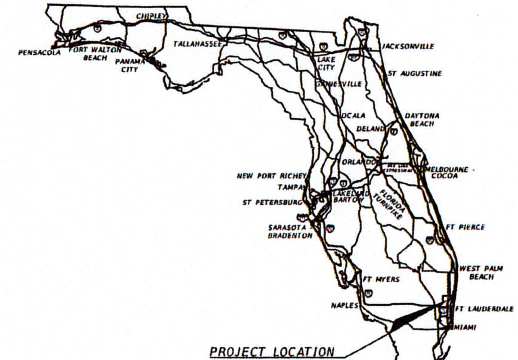 CHIPLEY
PENSACOLA
FORT WALTON
BEACH
PANAMA
CITY
TALLAHASSEE
LAKE
CITY
JACKSONVILLE
ST AUGUSTINE
GAINESVILLE
OCALA
DELAND
DAYTONA
BEACH
ORLANDO
MELBOURNE -
COCOA
NEW PORT RICHEY
TAMPA
ST PETERSBURG
LAKELAND
BARTOW
FLORIDA
TURNPIKE
SARASOTA
BRADENTON
FT PIERCE
WEST PALM
BEACH
FT MYERS
NAPLES
FT LAUDERDALE
MIAMI
PROJECT LOCATION